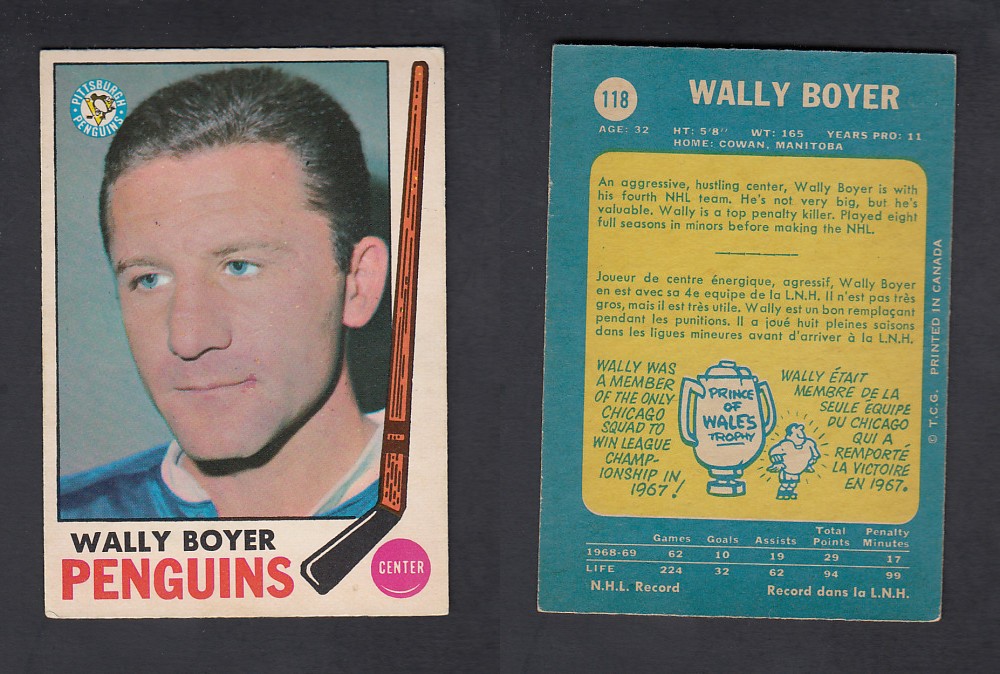 PITTSBURGH
PENGUINS
WALLY BOYER
PENGUINS
CENTER
118
WALLY BOYER
AGE: 32 HT: 5'8" WT: 165 YEARS PRO: 11
HOME: COWAN, MANITOBA
An aggressive, hustling center, Wally Boyer is with
his fourth NHL team. He's not very big, but he's
valuable. Wally is a top penalty killer. Played eight
full seasons in minors before making the NHL.
Joueur de centre énergique, agressif, Wally Boyer
en est avec sa 4e equipe de la L.N.H. Il n'est pas très
gros, mais il est très utile. Wally est un bon remplaçant
pendant les punitions. Il a joué huit pleines saisons
dans les ligues mineures avant d'arriver à la L.N.H.
WALLY WAS
A MEMBER
OF THE ONLY
CHICAGO
SQUAD TO
WIN LEAGUE
CHAMP-
IONSHIP IN
1967!
PRINCE
OF
WALES
TROPHY
WALLY ÉTAIT
MEMBRE DE LA
SEULE ÉQUIPE
DU CHICAGO
QUI A
REMPORTÉ
LA VICTOIRE
EN 1967.
© T.C.G. PRINTED IN CANADA
Games Goals Assists Total Points Penalty Minutes
1968-69 62 10 19 29 17
LIFE 224 32 62 94 99
N.H.L. Record Record dans la L.N.H.